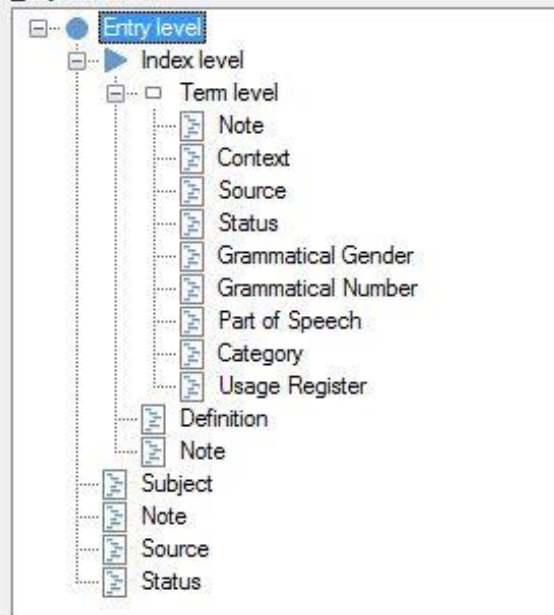 Entry level
Index level
Term level
Note
Context
Source
Status
Grammatical Gender
Grammatical Number
Part of Speech
Category
Usage Register
Definition
Note
Subject
Note
Source
Status